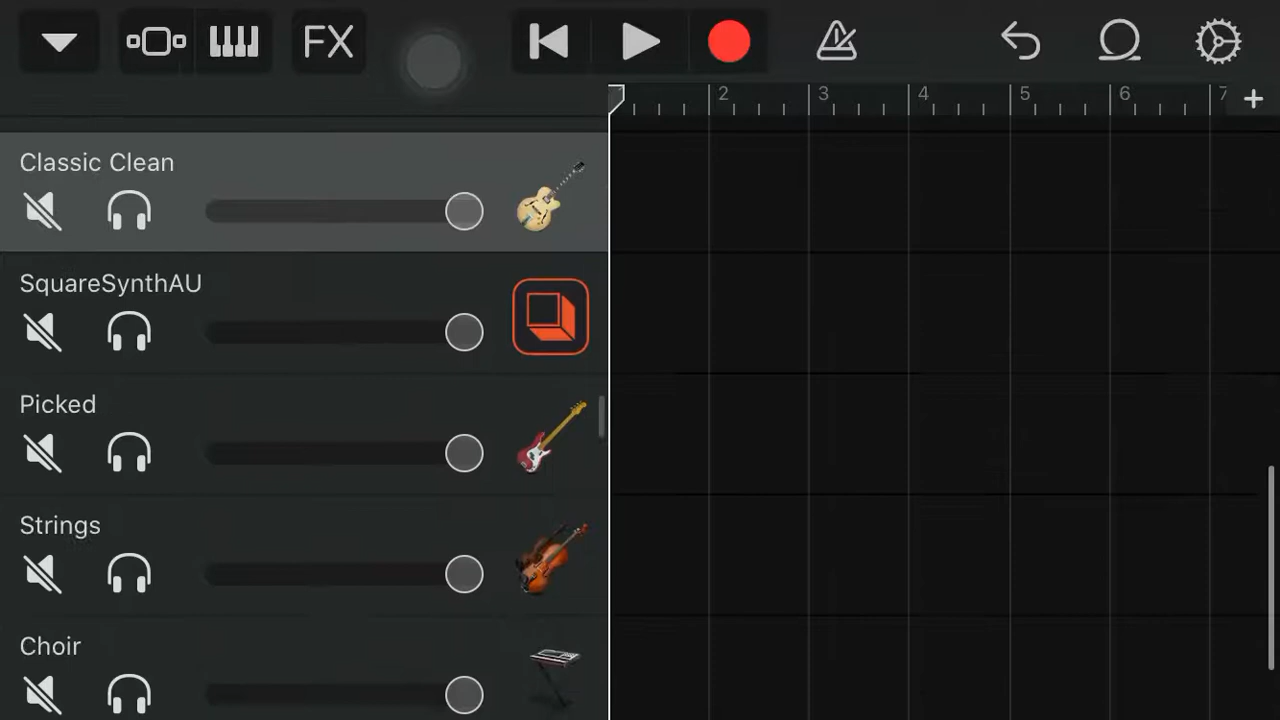 FX
2 3 4 5 6 7
Classic Clean
SquareSynthAU
Picked
Strings
Choir